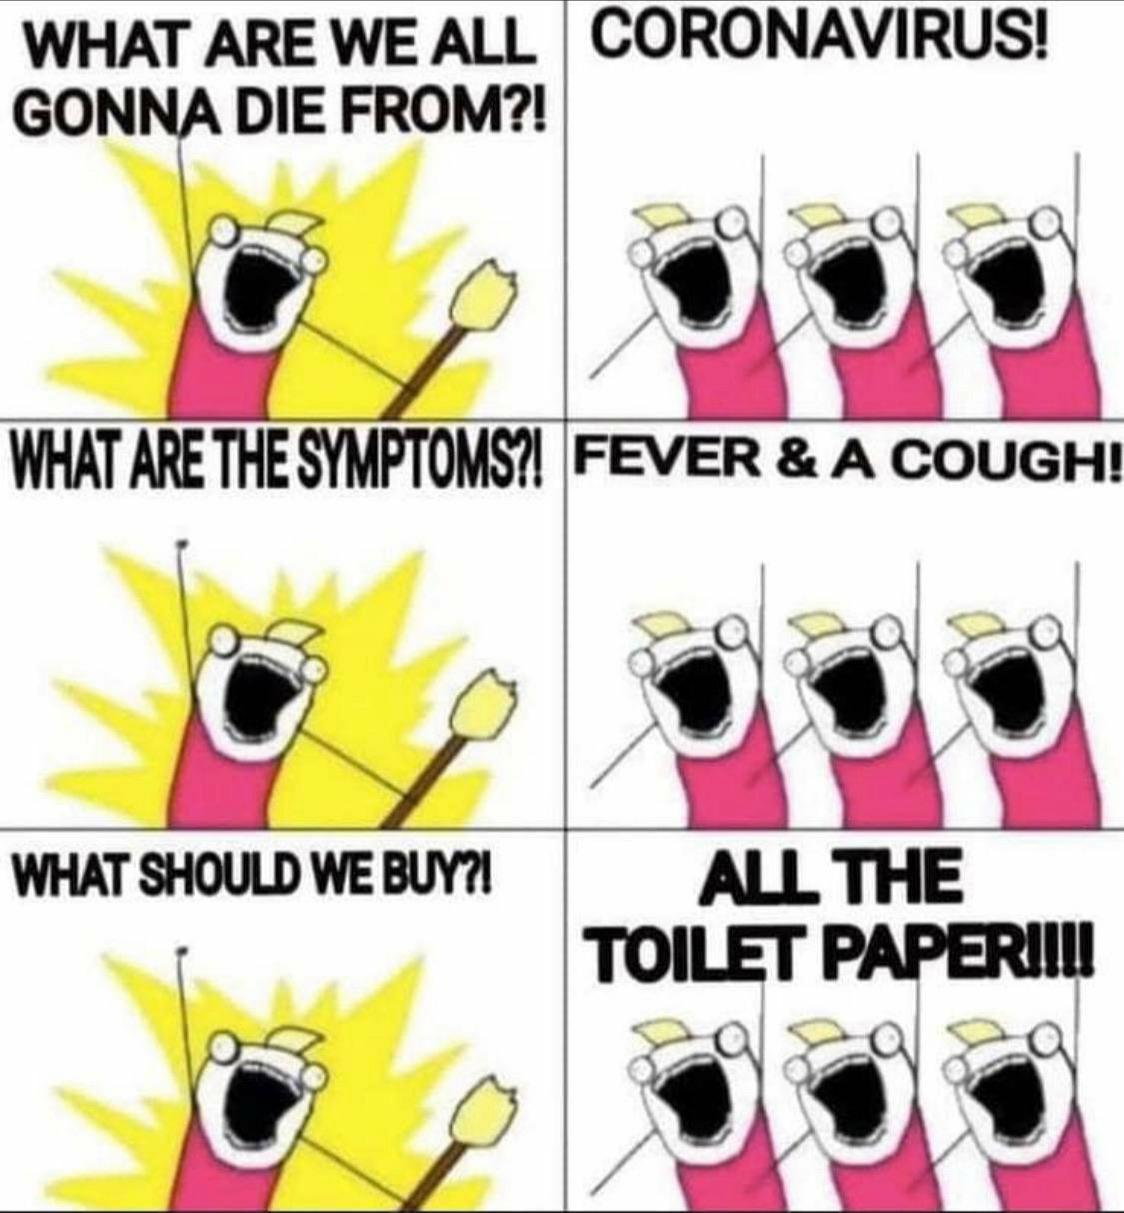 WHAT ARE WE ALL
GONNA DIE FROM?!
CORONAVIRUS!
WHAT ARE THE SYMPTOMS?!
FEVER & A COUGH!
WHAT SHOULD WE BUY?!
ALL THE
TOILET PAPER!!!!